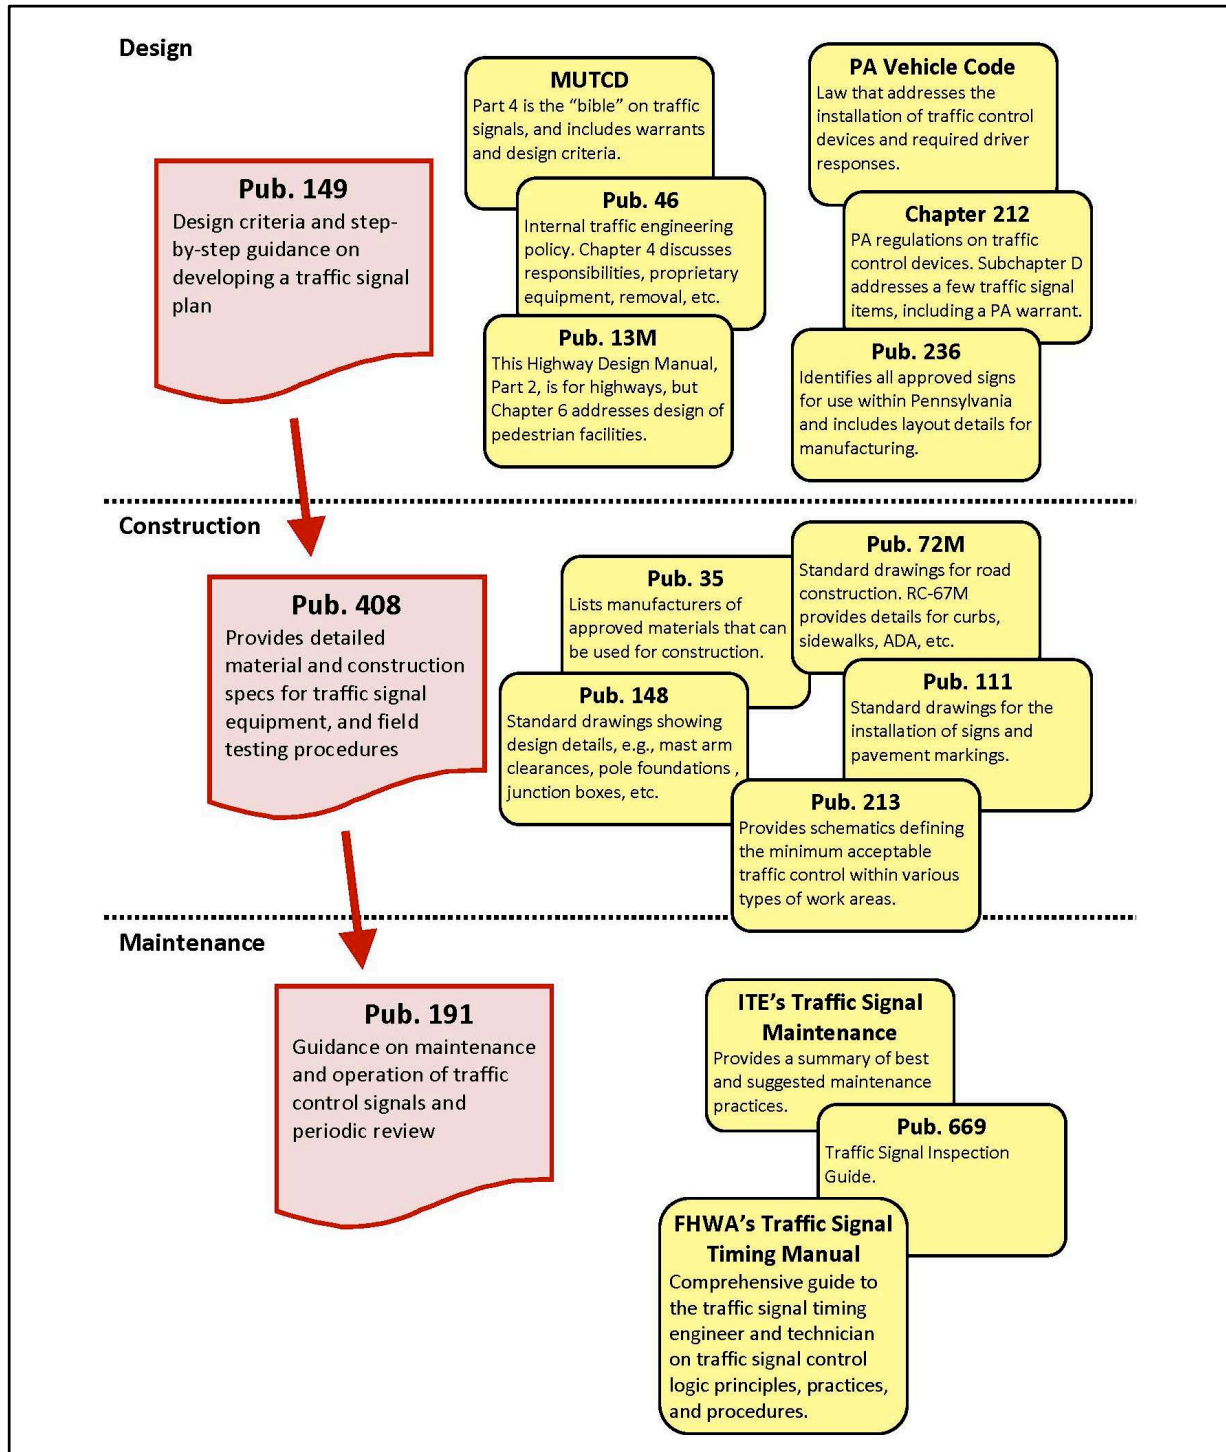 Design
Pub. 149
Design criteria and step-
by-step guidance on
developing a traffic signal
plan
MUTCD
Part 4 is the “bible” on traffic
signals, and includes warrants
and design criteria.
Pub. 46
Internal traffic engineering
policy. Chapter 4 discusses
responsibilities, proprietary
equipment, removal, etc.
Pub. 13M
This Highway Design Manual,
Part 2, is for highways, but
Chapter 6 addresses design of
pedestrian facilities.
PA Vehicle Code
Law that addresses the
installation of traffic control
devices and required driver
responses.
Chapter 212
PA regulations on traffic
control devices. Subchapter D
addresses a few traffic signal
items, including a PA warrant.
Pub. 236
Identifies all approved signs
for use within Pennsylvania
and includes layout details for
manufacturing.
Construction
Pub. 408
Provides detailed
material and construction
specs for traffic signal
equipment, and field
testing procedures
Pub. 35
Lists manufacturers of
approved materials that can
be used for construction.
Pub. 148
Standard drawings showing
design details, e.g., mast arm
clearances, pole foundations ,
junction boxes, etc.
Pub. 72M
Standard drawings for road
construction. RC-67M
provides details for curbs,
sidewalks, ADA, etc.
Pub. 111
Standard drawings for the
installation of signs and
pavement markings.
Pub. 213
Provides schematics defining
the minimum acceptable
traffic control within various
types of work areas.
Maintenance
Pub. 191
Guidance on maintenance
and operation of traffic
control signals and
periodic review
ITE’s Traffic Signal
Maintenance
Provides a summary of best
and suggested maintenance
practices.
Pub. 669
Traffic Signal Inspection
Guide.
FHWA’s Traffic Signal
Timing Manual
Comprehensive guide to
the traffic signal timing
engineer and technician
on traffic signal control
logic principles, practices,
and procedures.